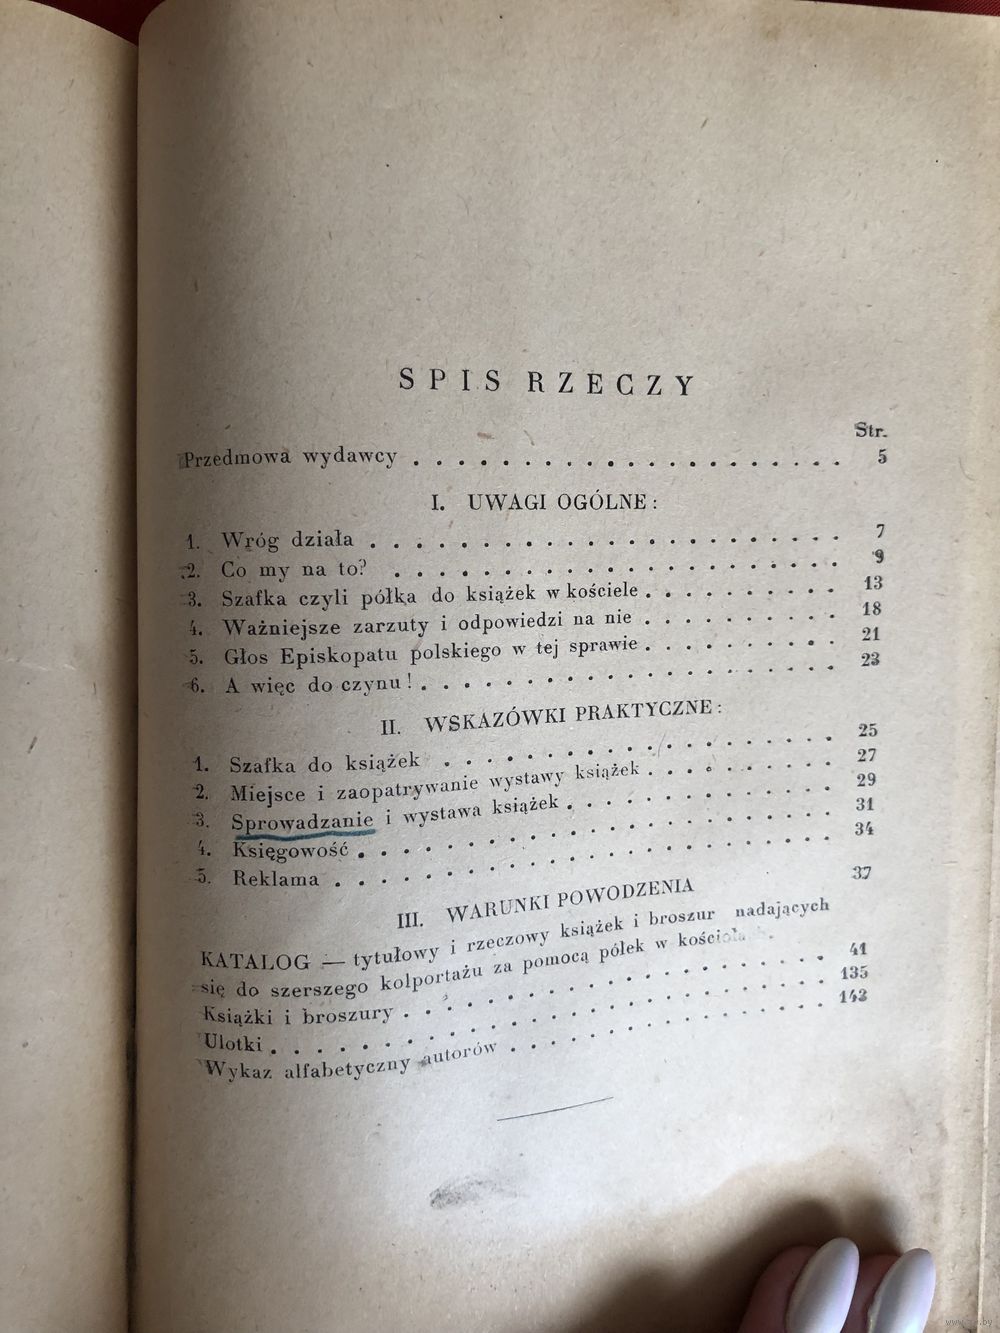 SPIS RZECZY
Str.
Przedmowa wydawcy . . . . . . . . . . . . . . . . . . . . 5
I. UWAGI OGÓLNE:
1. Wróg działa . . . . . . . . . . . . . . . . . . . . . . 7
2. Co my na to? . . . . . . . . . . . . . . . . . . . . . 9
3. Szafka czyli półka do książek w kościele . . . . . . . . . 13
4. Ważniejsze zarzuty i odpowiedzi na nie . . . . . . . . . 18
5. Głos Episkopatu polskiego w tej sprawie . . . . . . . . . 21
6. A więc do czynu! . . . . . . . . . . . . . . . . . . . 23
II. WSKAZÓWKI PRAKTYCZNE:
1. Szafka do książek . . . . . . . . . . . . . . . . . . 25
2. Miejsce i zaopatrywanie wystawy książek . . . . . . . . . 27
3. Sprowadzanie i wystawa książek . . . . . . . . . . . . 29
4. Księgowość . . . . . . . . . . . . . . . . . . . . . . 31
5. Reklama . . . . . . . . . . . . . . . . . . . . . . . 34
III. WARUNKI POWODZENIA 37
KATALOG — tytułowy i rzeczowy książek i broszur nadających
się do szerszego kolportażu za pomocą półek w
Książki i broszury . . . . . . . . . . . . . . . . . . . 41
Ulotki . . . . . . . . . . . . . . . . . . . . . . . . . 135
Wykaz alfabetyczny autorów . . . . . . . . . . . . . . . 143